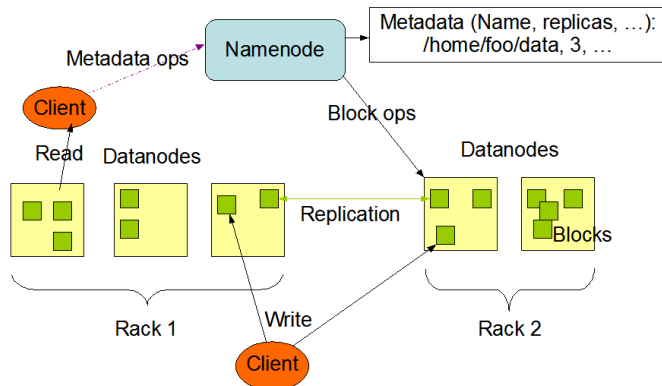 Metadata (Name, replicas, …):
/home/foo/data, 3, …
Namenode
Metadata ops
Client
Block ops
Read
Datanodes
Datanodes
Replication
Blocks
Rack 1
Write
Rack 2
Client